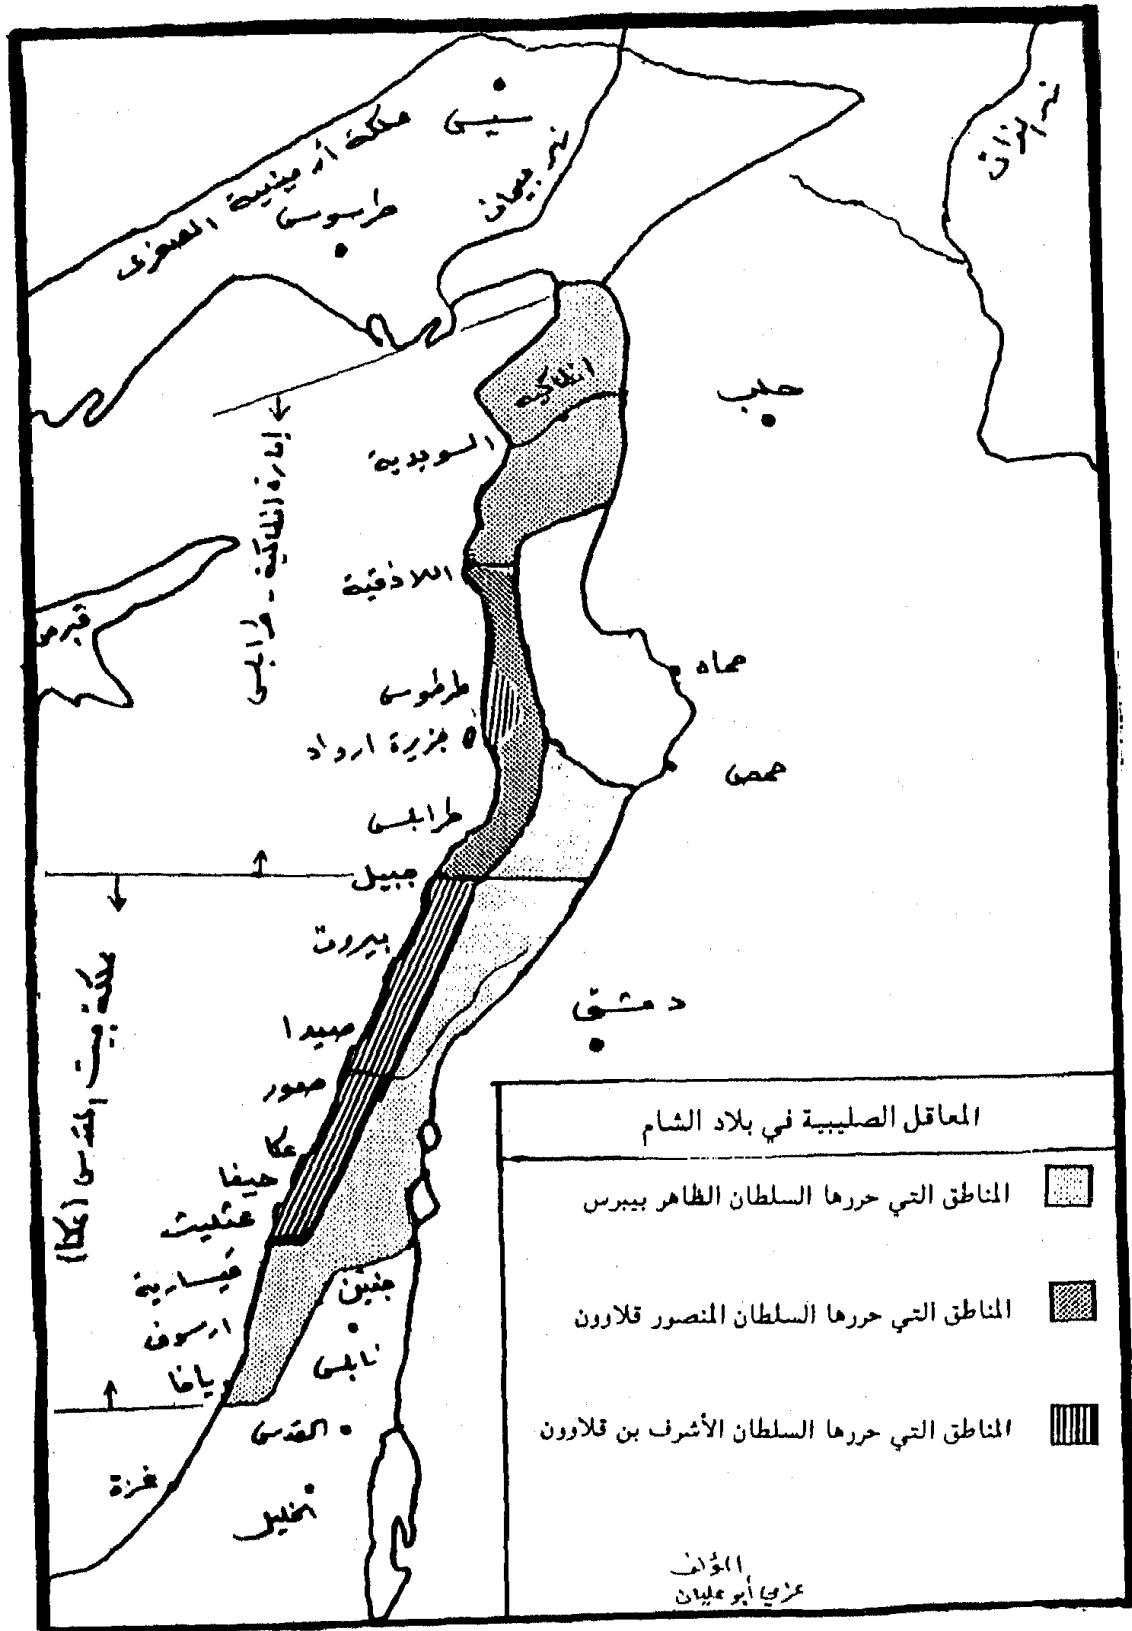 سيس
مملكة أرمينية الصغرى
طرسوس
نهر جيحان
نهر الفرات
انطاكية
حلب
السويدية
إمارة انطاكية - طرابلس
اللاذقية
قبرص
حماه
طرطوس
جزيرة ارواد
حمص
طرابلس
جبيل
بيروت
مملكة بيت المقدس (عكا)
دمشق
صيدا
صور
عكا
حيفا
عتليت
قيسارية
جنين
ارسوف
نابلس
يافا
القدس
غزة
الخليل
المعاقل الصليبية في بلاد الشام
المناطق التي حررها السلطان الظاهر بيبرس
المناطق التي حررها السلطان المنصور قلاوون
المناطق التي حررها السلطان الأشرف بن قلاوون
المؤلف
عزمي أبو عليان